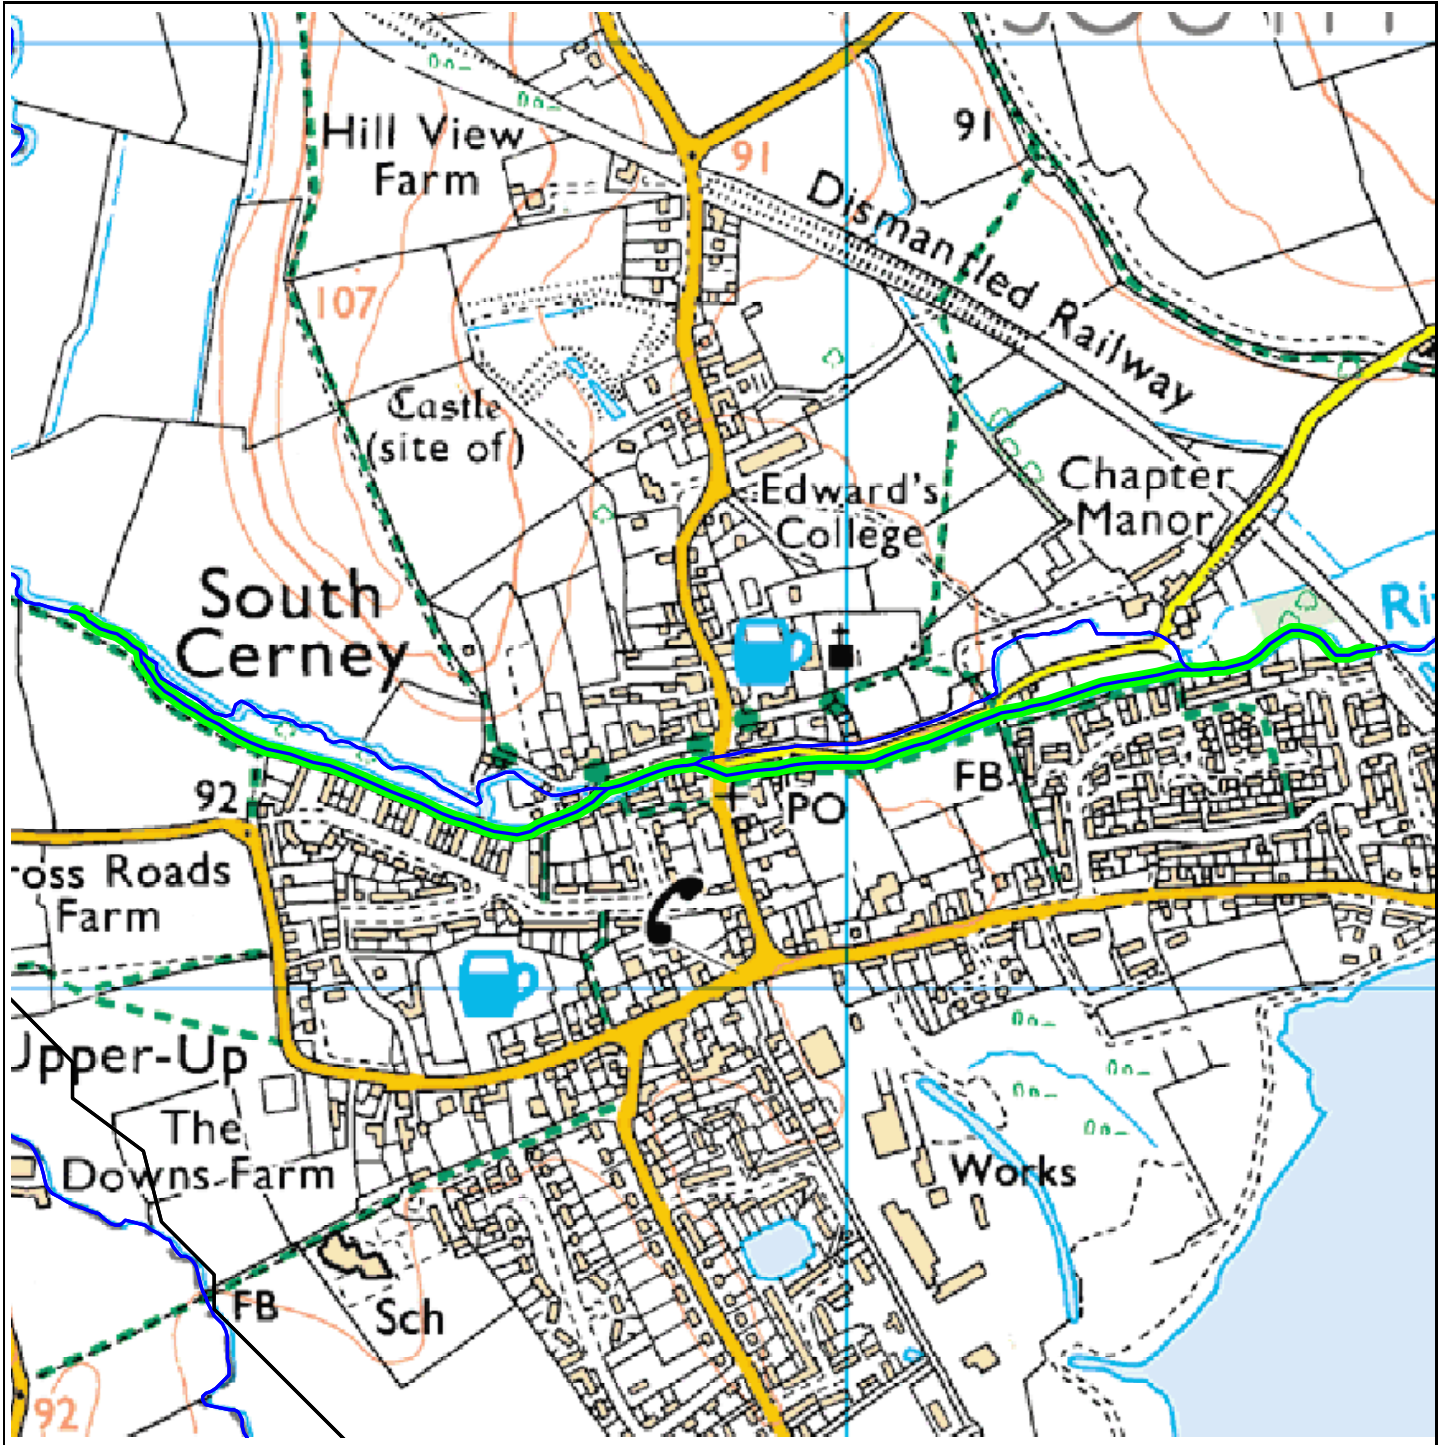 91
Hill View
Farm
91
Dismantled Railway
107
Castle
(site of)
Edward's
College
Chapter
Manor
South
Cerney
92
FB
PO
ross Roads
Farm
Upper-Up
The
Downs Farm
Works
FB
Sch
92